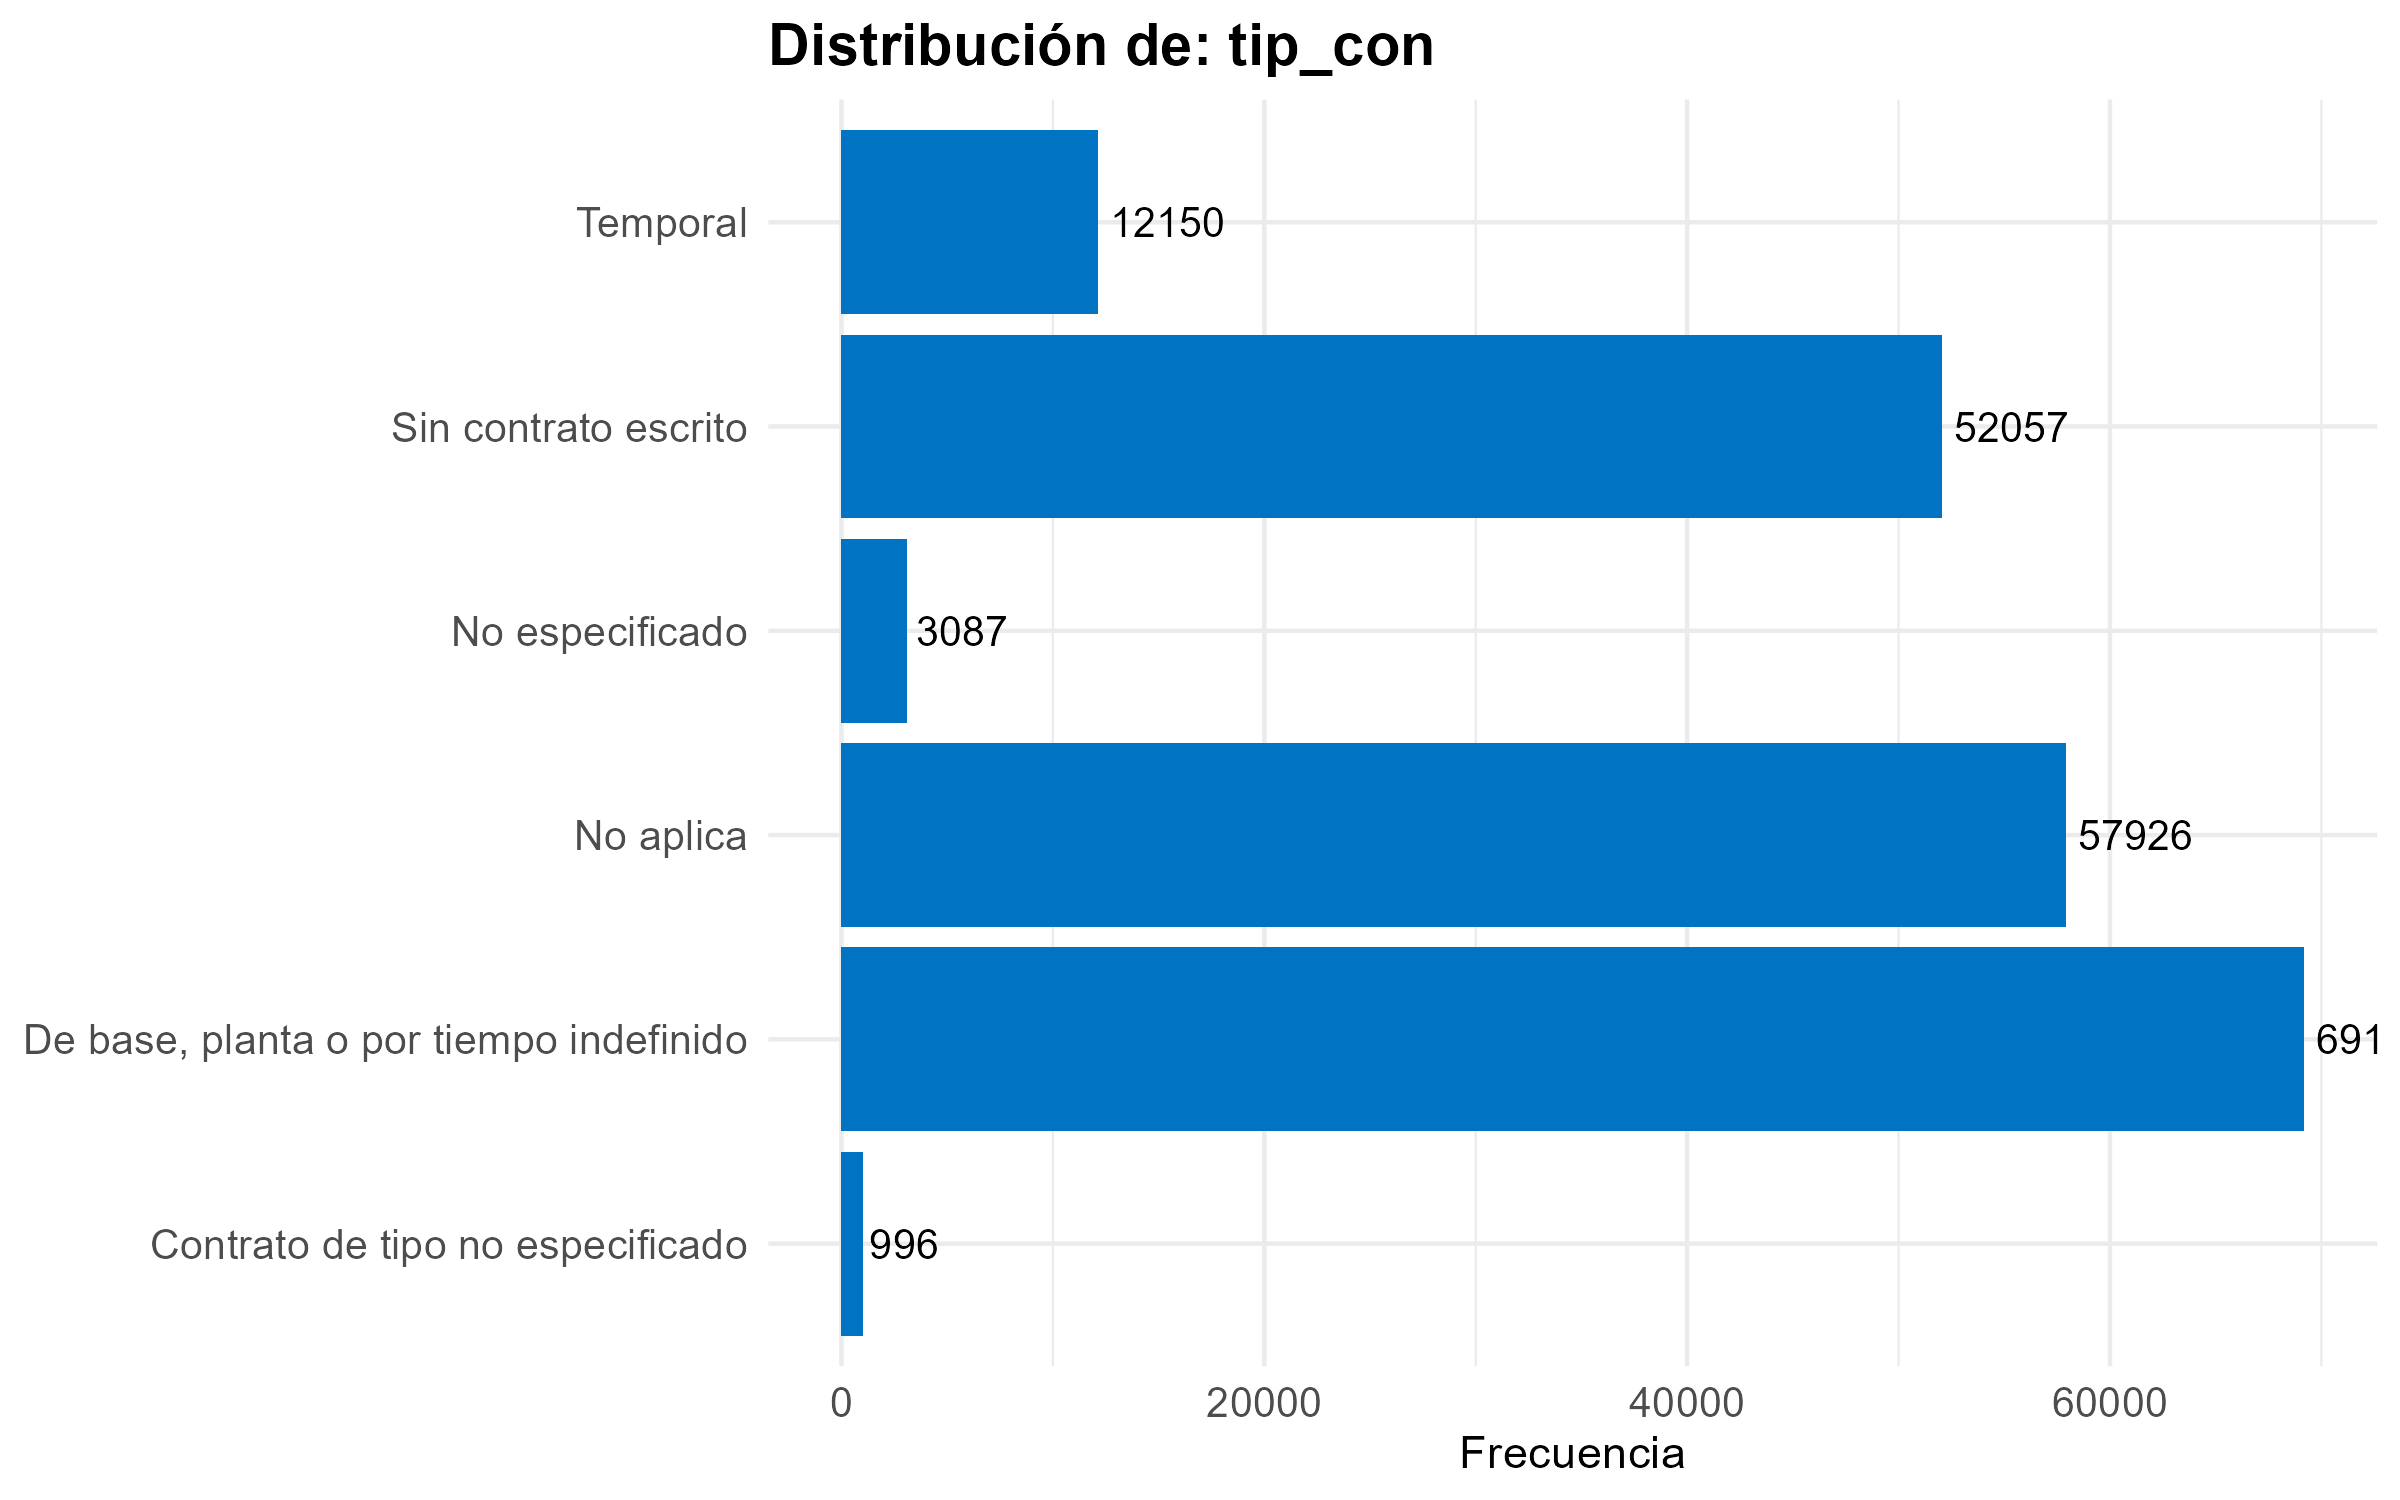 Distribución de: tip_con
Temporal 12150
Sin contrato escrito 52057
No especificado 3087
No aplica 57926
De base, planta o por tiempo indefinido 691
Contrato de tipo no especificado 996
0 20000 40000 60000
Frecuencia